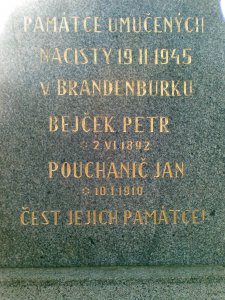 PAMÁTCE UMUČENÝCH
NACISTY 19 II 1945
V BRANDENBURKU
BEJČEK PETR
* 2 VI. 1892
POUCHANIČ JAN
* 10.1.1910
ČEST JEJICH PAMÁTCE!